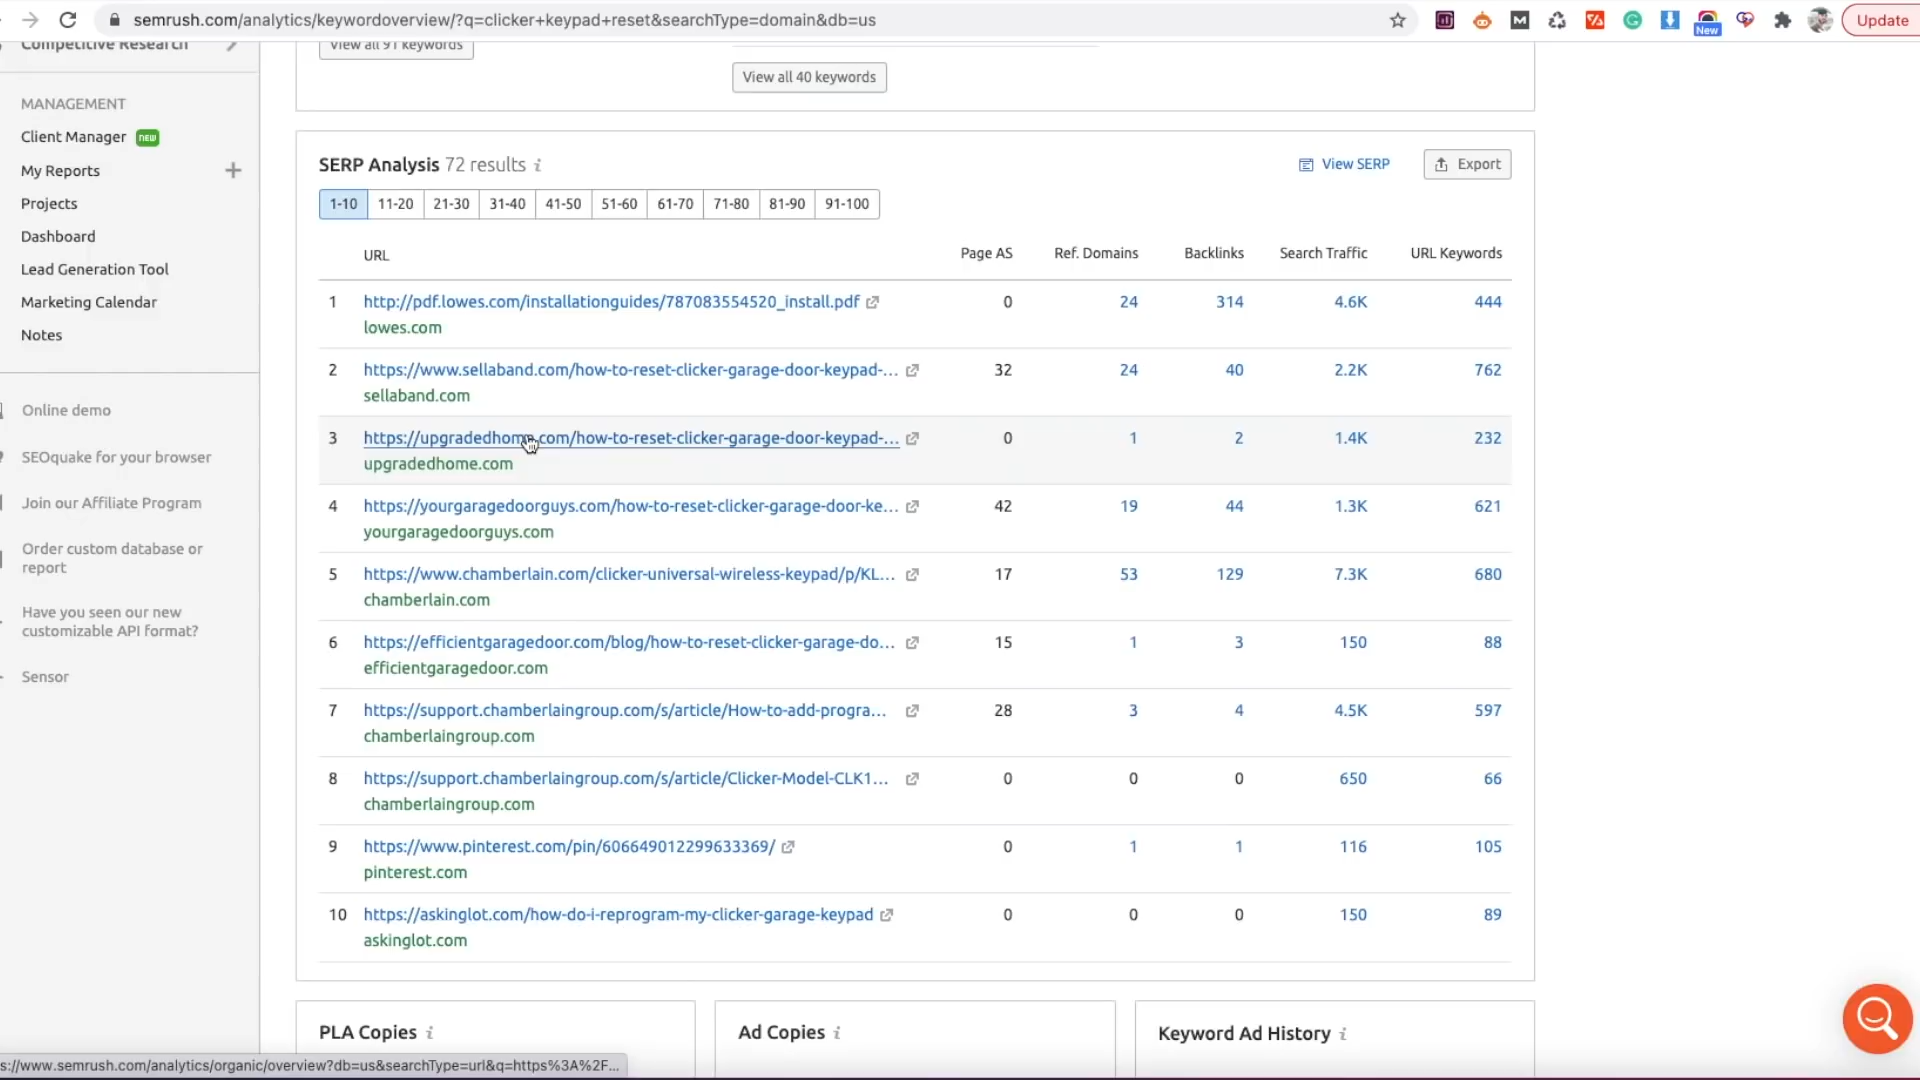 semrush.com/analytics/keywordoverview/?q=clicker+keypad+reset&searchType=domain&db=us
New
Update
Competitive Research
MANAGEMENT
Client Manager new
My Reports
Projects
Dashboard
Lead Generation Tool
Marketing Calendar
Notes
Online demo
SEOquake for your browser
Join our Affiliate Program
Order custom database or
report
Have you seen our new
customizable API format?
Sensor
View all 91 keywords
View all 40 keywords
SERP Analysis 72 results
View SERP
Export
1-10 11-20 21-30 31-40 41-50 51-60 61-70 71-80 81-90 91-100
URL Page AS Ref. Domains Backlinks Search Traffic URL Keywords
1 http://pdf.lowes.com/installationguides/787083554520_install.pdf 0 24 314 4.6K 444
lowes.com
2 https://www.sellaband.com/how-to-reset-clicker-garage-door-keypad-... 32 24 40 2.2K 762
sellaband.com
3 https://upgradedhome.com/how-to-reset-clicker-garage-door-keypad-... 0 1 2 1.4K 232
upgradedhome.com
4 https://yourgaragedoorguys.com/how-to-reset-clicker-garage-door-ke... 42 19 44 1.3K 621
yourgaragedoorguys.com
5 https://www.chamberlain.com/clicker-universal-wireless-keypad/p/KL... 17 53 129 7.3K 680
chamberlain.com
6 https://efficientgaragedoor.com/blog/how-to-reset-clicker-garage-do... 15 1 3 150 88
efficientgaragedoor.com
7 https://support.chamberlaingroup.com/s/article/How-to-add-progra... 28 3 4 4.5K 597
chamberlaingroup.com
8 https://support.chamberlaingroup.com/s/article/Clicker-Model-CLK1... 0 0 0 650 66
chamberlaingroup.com
9 https://www.pinterest.com/pin/606649012299633369/ 0 1 1 116 105
pinterest.com
10 https://askinglot.com/how-do-i-reprogram-my-clicker-garage-keypad 0 0 0 150 89
askinglot.com
PLA Copies
Ad Copies
Keyword Ad History
s://www.semrush.com/analytics/organic/overview?db=us&searchType=url&q=https%3A%2F...